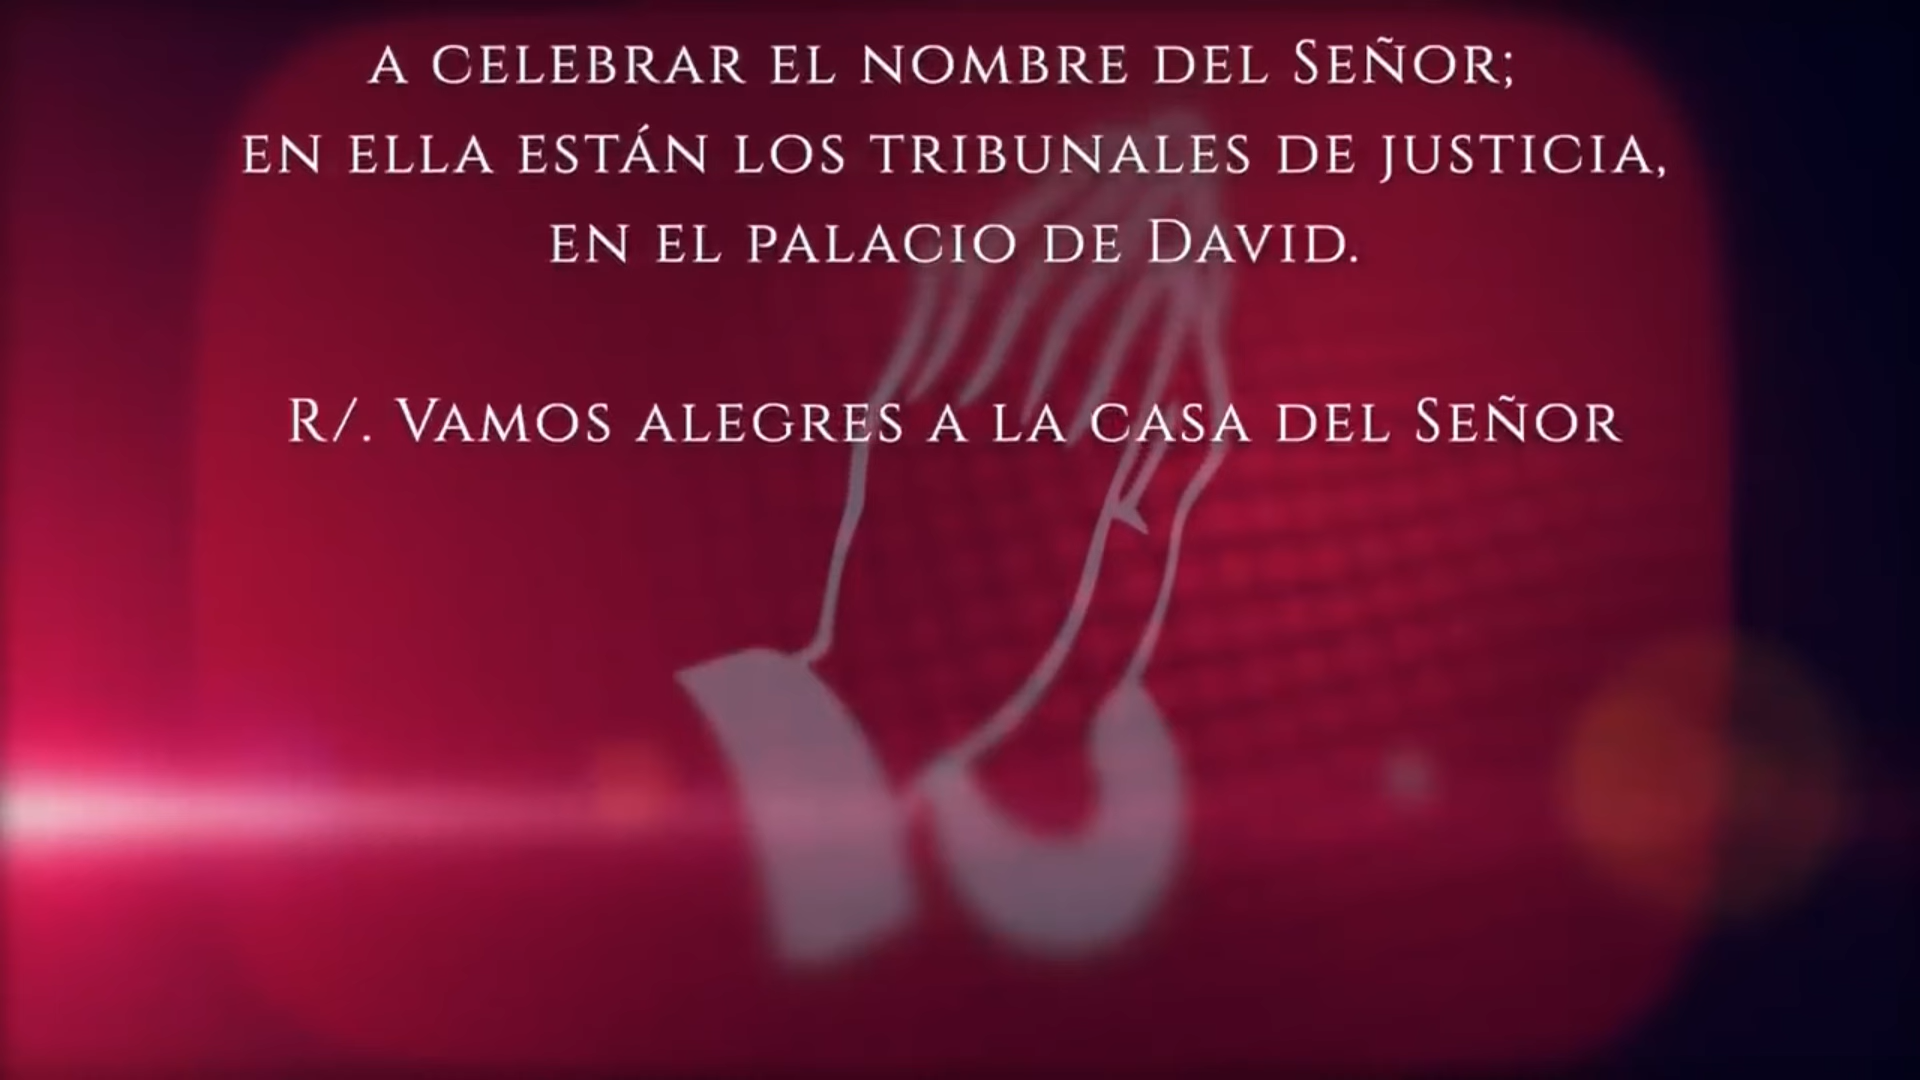 a celebrar el nombre del Señor;
en ella están los tribunales de justicia,
en el palacio de David.
R/. Vamos alegres a la casa del Señor